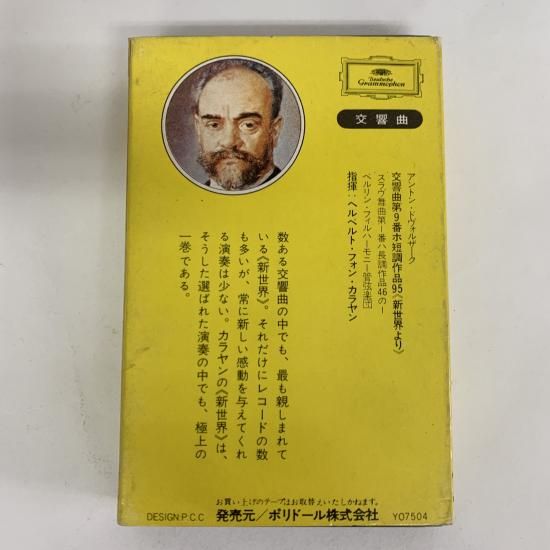 Deutsche
Grammophon
交響曲
アントン・ドヴォルザーク
交響曲第9番ホ短調作品95《新世界より》
スラヴ舞曲第1番ハ長調作品46の1
ベルリン・フィルハーモニー管弦楽団
指揮:ヘルベルト・フォン・カラヤン
数ある交響曲の中でも、最も親しまれて
いる《新世界》。それだけにレコードの数
も多いが、常に新しい感動を与えてくれ
る演奏は少ない。カラヤンの《新世界》は、
そうした選ばれた演奏の中でも、極上の
一巻である。
お買い上げのテープはお取替えいたしかねます。
DESIGN:P.C.C 発売元/ポリドール株式会社 YO7504